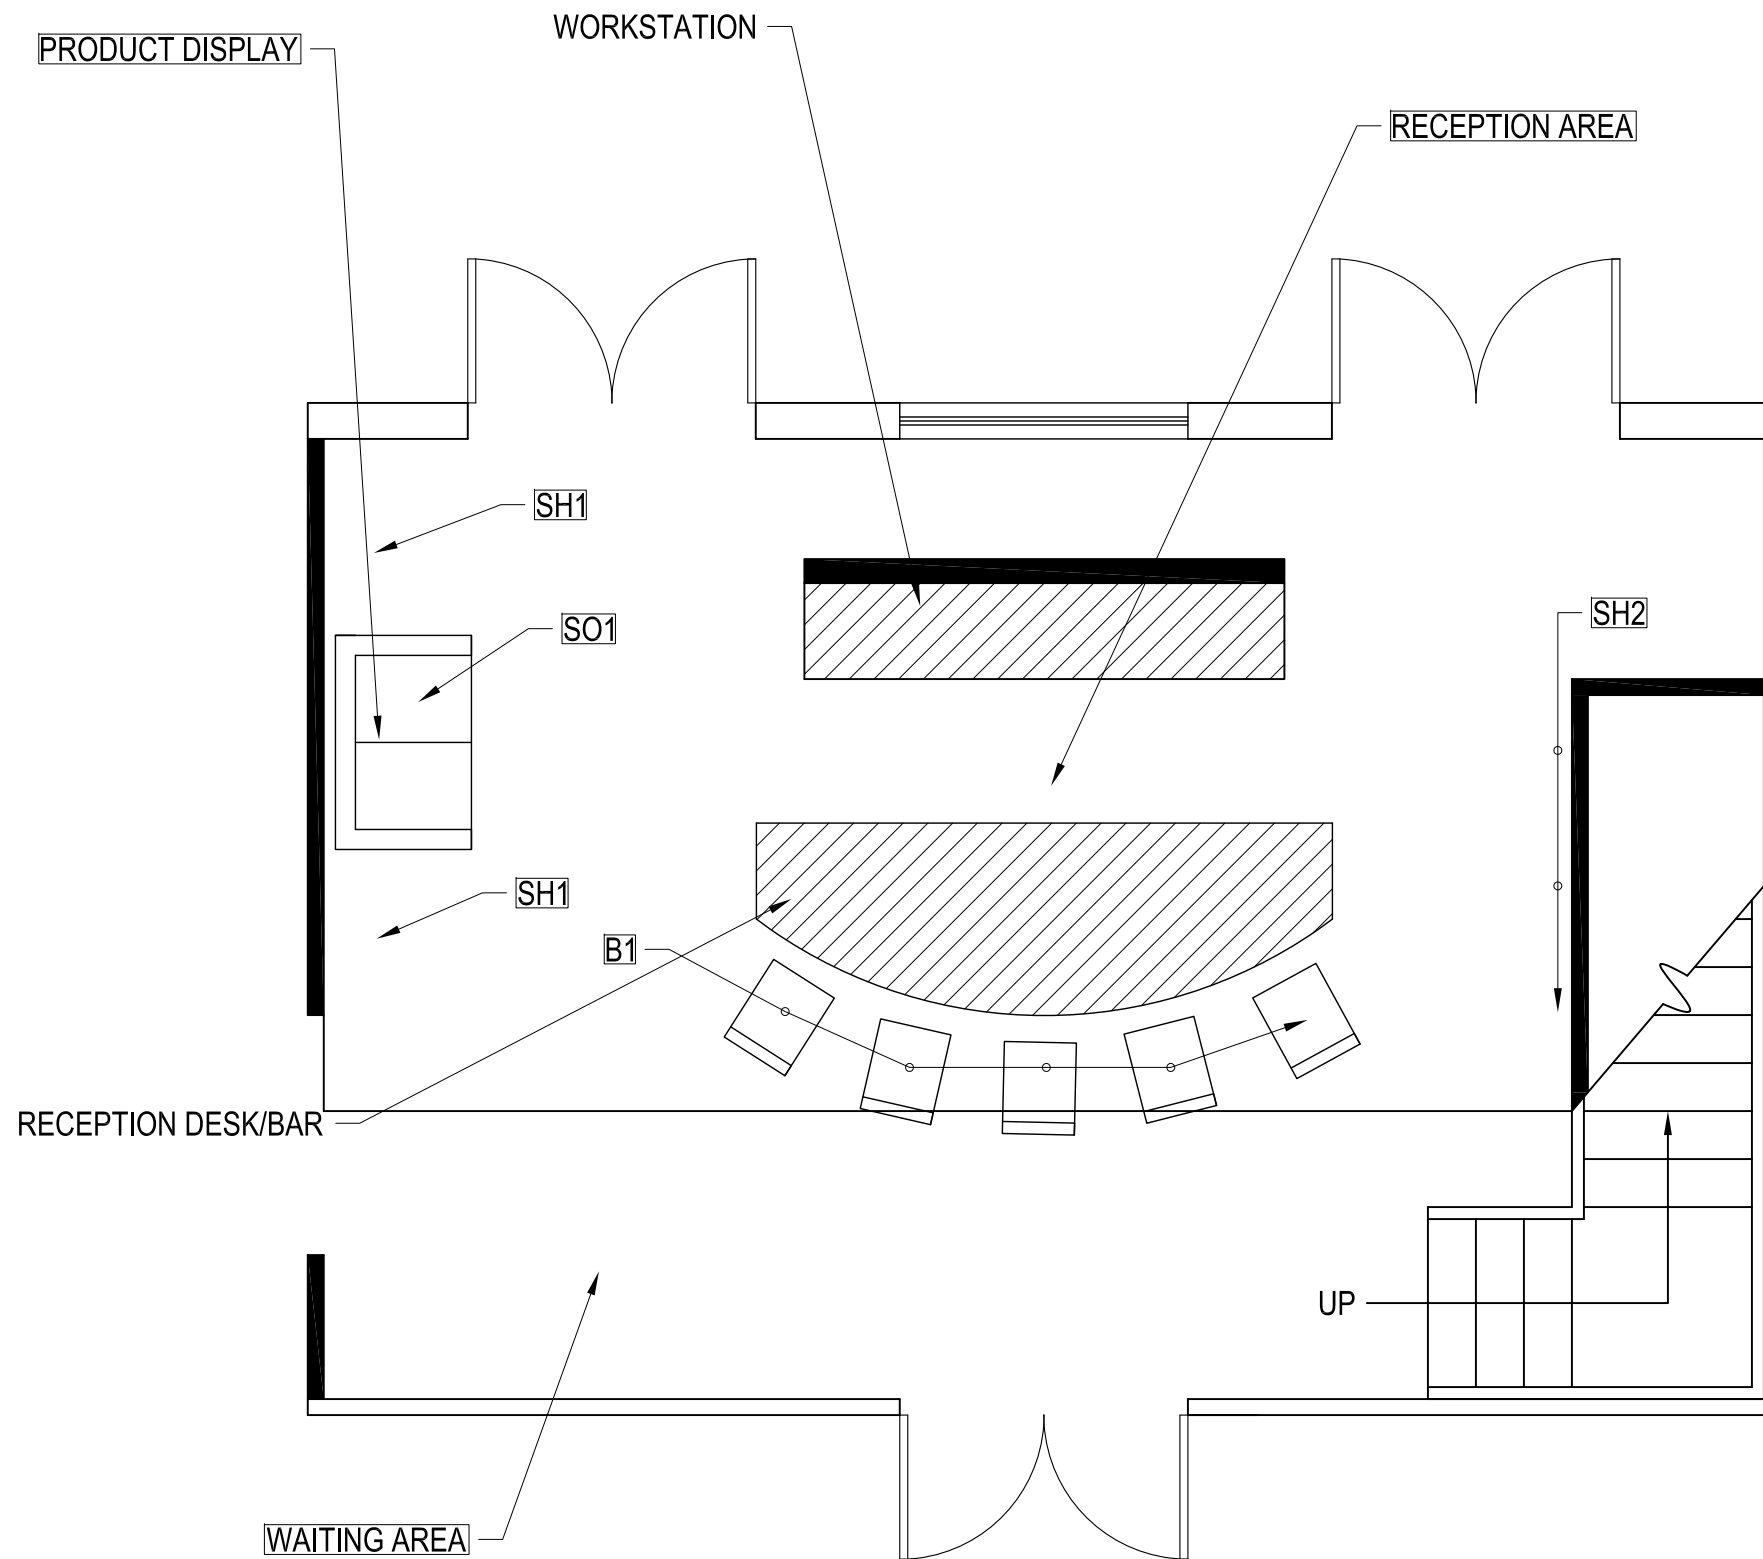 WORKSTATION
PRODUCT DISPLAY
RECEPTION AREA
SH1
SO1
SH2
SH1
B1
RECEPTION DESK/BAR
UP
WAITING AREA